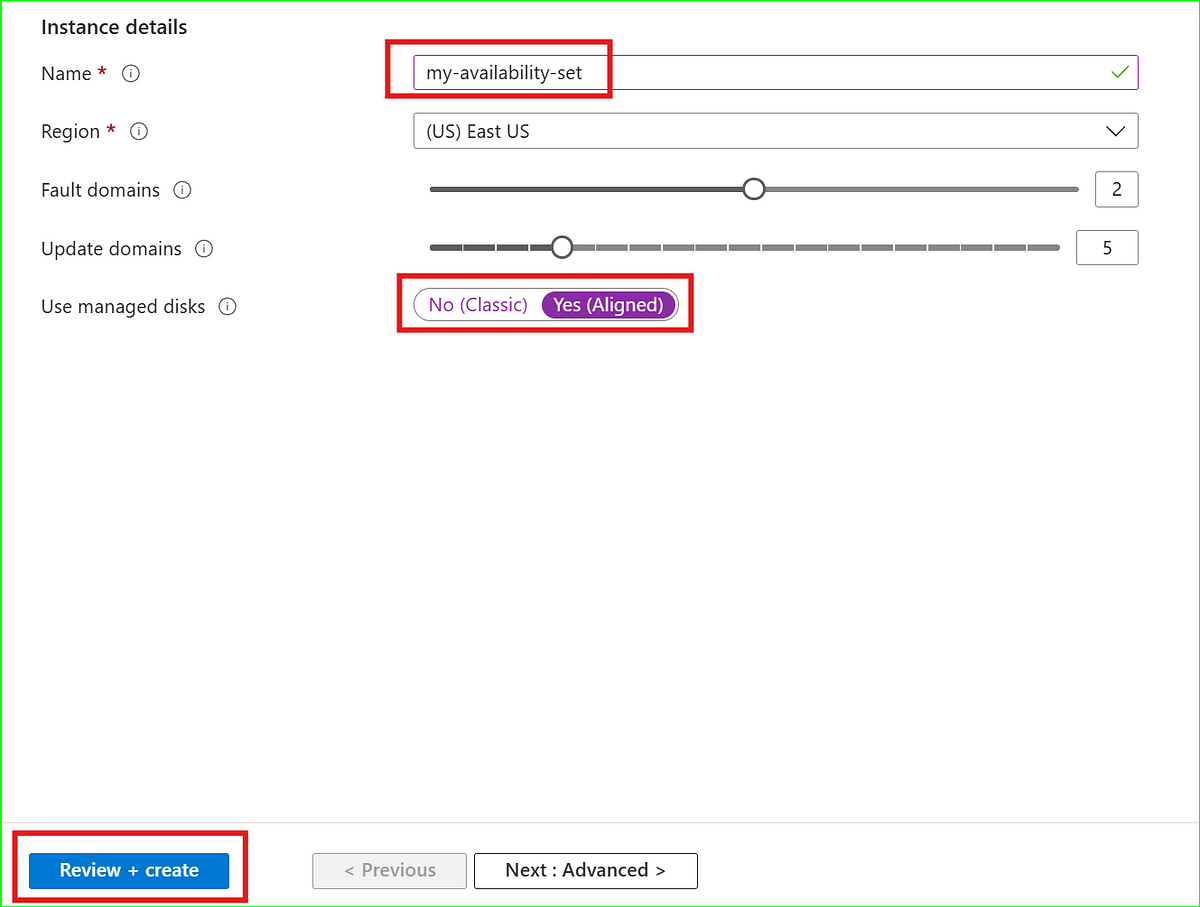 Instance details
Name *
my-availability-set
Region *
(US) East US
Fault domains
2
Update domains
5
Use managed disks
No (Classic) Yes (Aligned)
Review + create < Previous Next : Advanced >